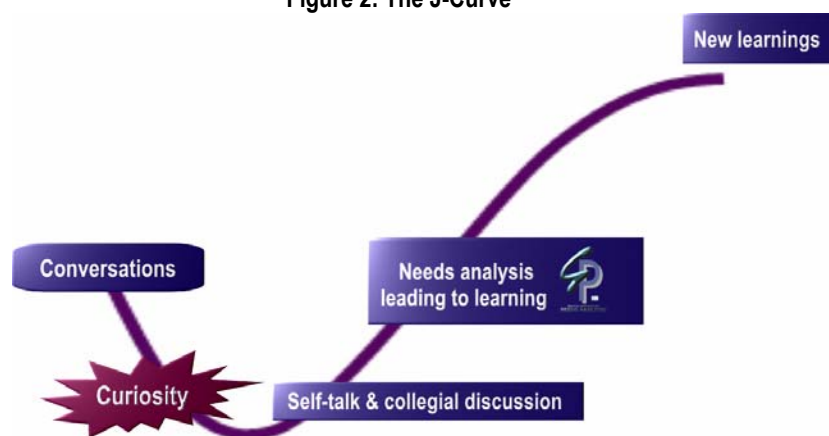 Figure 2. The J-Curve
New learnings
Conversations
Needs analysis
leading to learning
Curiosity
Self-talk & collegial discussion